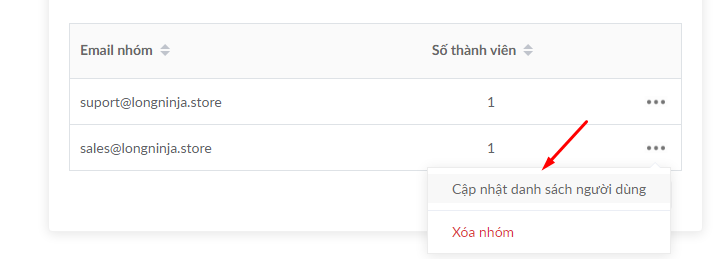 Email nhóm Số thành viên
suport@longninja.store 1
sales@longninja.store 1
Cập nhật danh sách người dùng
Xóa nhóm